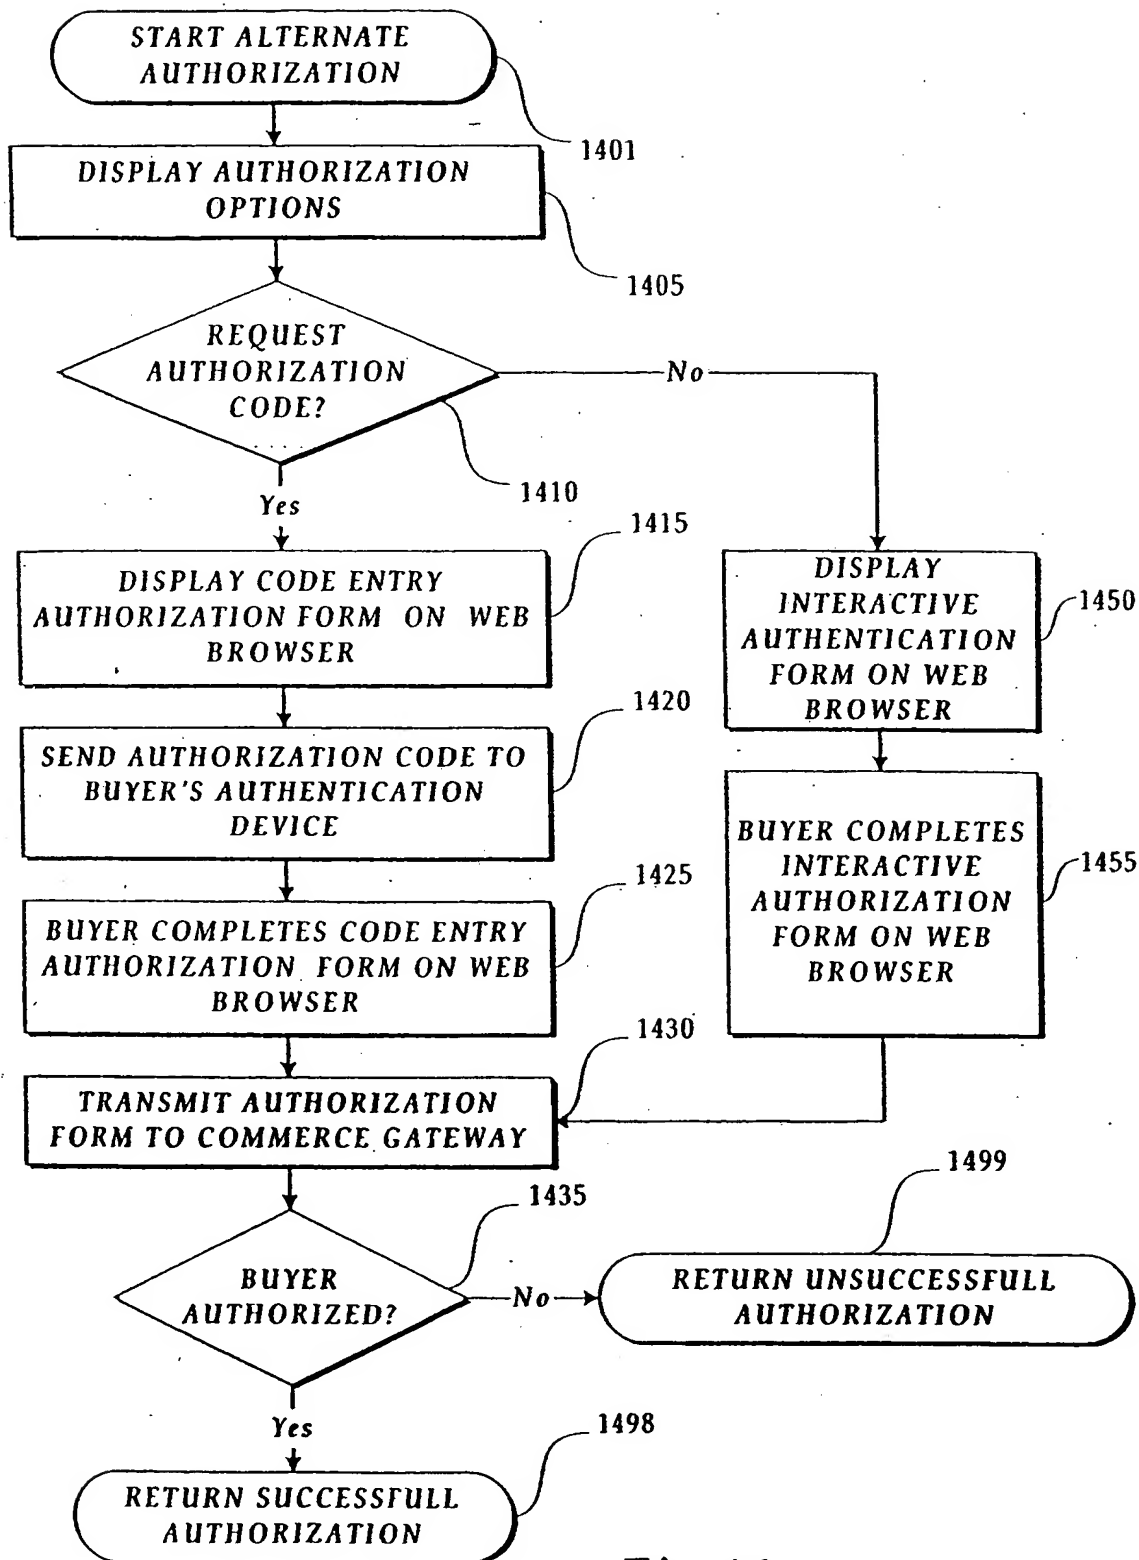 START ALTERNATE
AUTHORIZATION
1401
DISPLAY AUTHORIZATION
OPTIONS
1405
REQUEST
AUTHORIZATION
CODE?
No
1410
Yes
1415
DISPLAY CODE ENTRY
AUTHORIZATION FORM ON WEB
BROWSER
DISPLAY
INTERACTIVE
AUTHENTICATION
FORM ON WEB
BROWSER
1450
1420
SEND AUTHORIZATION CODE TO
BUYER'S AUTHENTICATION
DEVICE
BUYER COMPLETES
INTERACTIVE
AUTHORIZATION
FORM ON WEB
BROWSER
1455
1425
BUYER COMPLETES CODE ENTRY
AUTHORIZATION FORM ON WEB
BROWSER
1430
TRANSMIT AUTHORIZATION
FORM TO COMMERCE GATEWAY
1435
BUYER
AUTHORIZED?
No
1499
RETURN UNSUCCESSFULL
AUTHORIZATION
Yes
1498
RETURN SUCCESSFULL
AUTHORIZATION